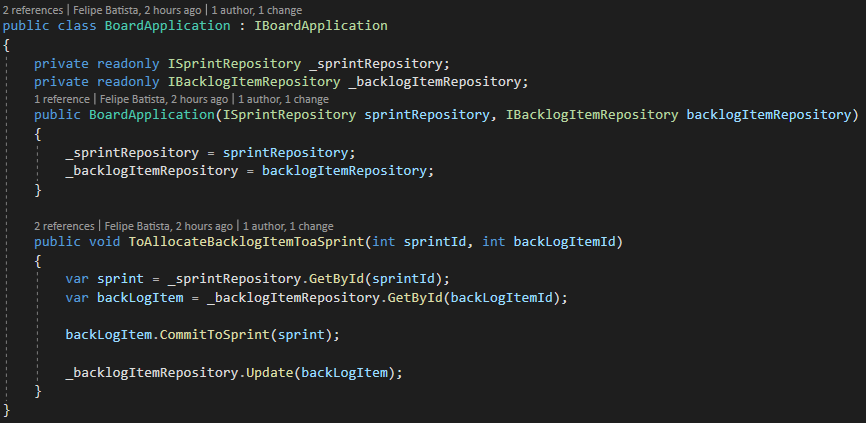 2 references | Felipe Batista, 2 hours ago | 1 author, 1 change
public class BoardApplication : IBoardApplication
{
    private readonly ISprintRepository _sprintRepository;
    private readonly IBacklogItemRepository _backlogItemRepository;
    1 reference | Felipe Batista, 2 hours ago | 1 author, 1 change
    public BoardApplication(ISprintRepository sprintRepository, IBacklogItemRepository backlogItemRepository)
    {
        _sprintRepository = sprintRepository;
        _backlogItemRepository = backlogItemRepository;
    }

    2 references | Felipe Batista, 2 hours ago | 1 author, 1 change
    public void ToAllocateBacklogItemToaSprint(int sprintId, int backLogItemId)
    {
        var sprint = _sprintRepository.GetById(sprintId);
        var backLogItem = _backlogItemRepository.GetById(backLogItemId);

        backLogItem.CommitToSprint(sprint);

        _backlogItemRepository.Update(backLogItem);
    }
}